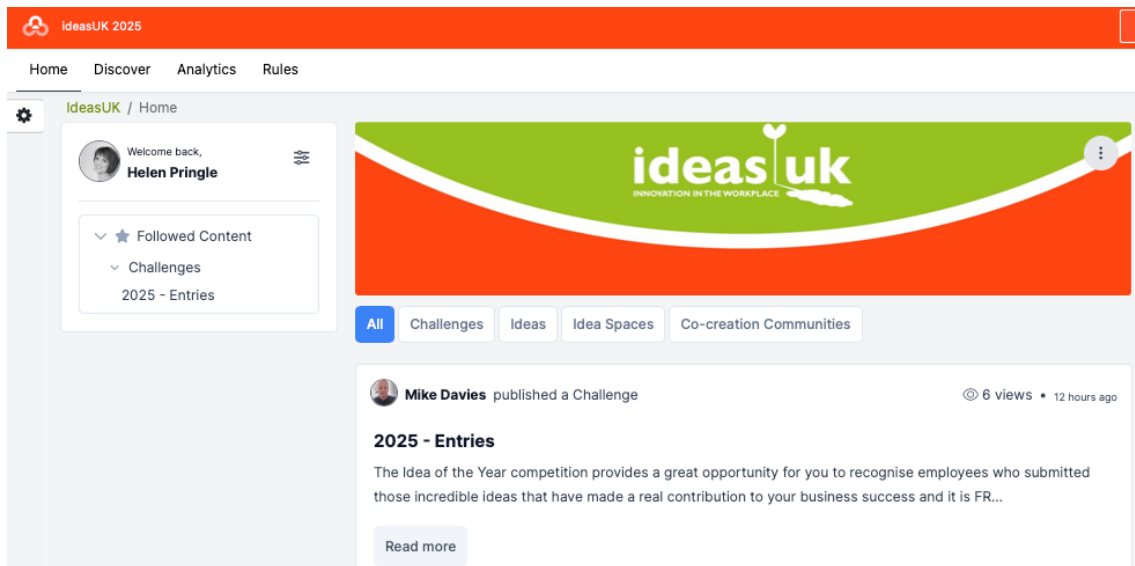 ideasUK 2025
Home Discover Analytics Rules
IdeasUK / Home
Welcome back,
Helen Pringle
Followed Content
Challenges
2025 - Entries
ideas uk
INNOVATION IN THE WORKPLACE
All Challenges Ideas Idea Spaces Co-creation Communities
Mike Davies published a Challenge 6 views • 12 hours ago
2025 - Entries
The Idea of the Year competition provides a great opportunity for you to recognise employees who submitted
those incredible ideas that have made a real contribution to your business success and it is FR...
Read more